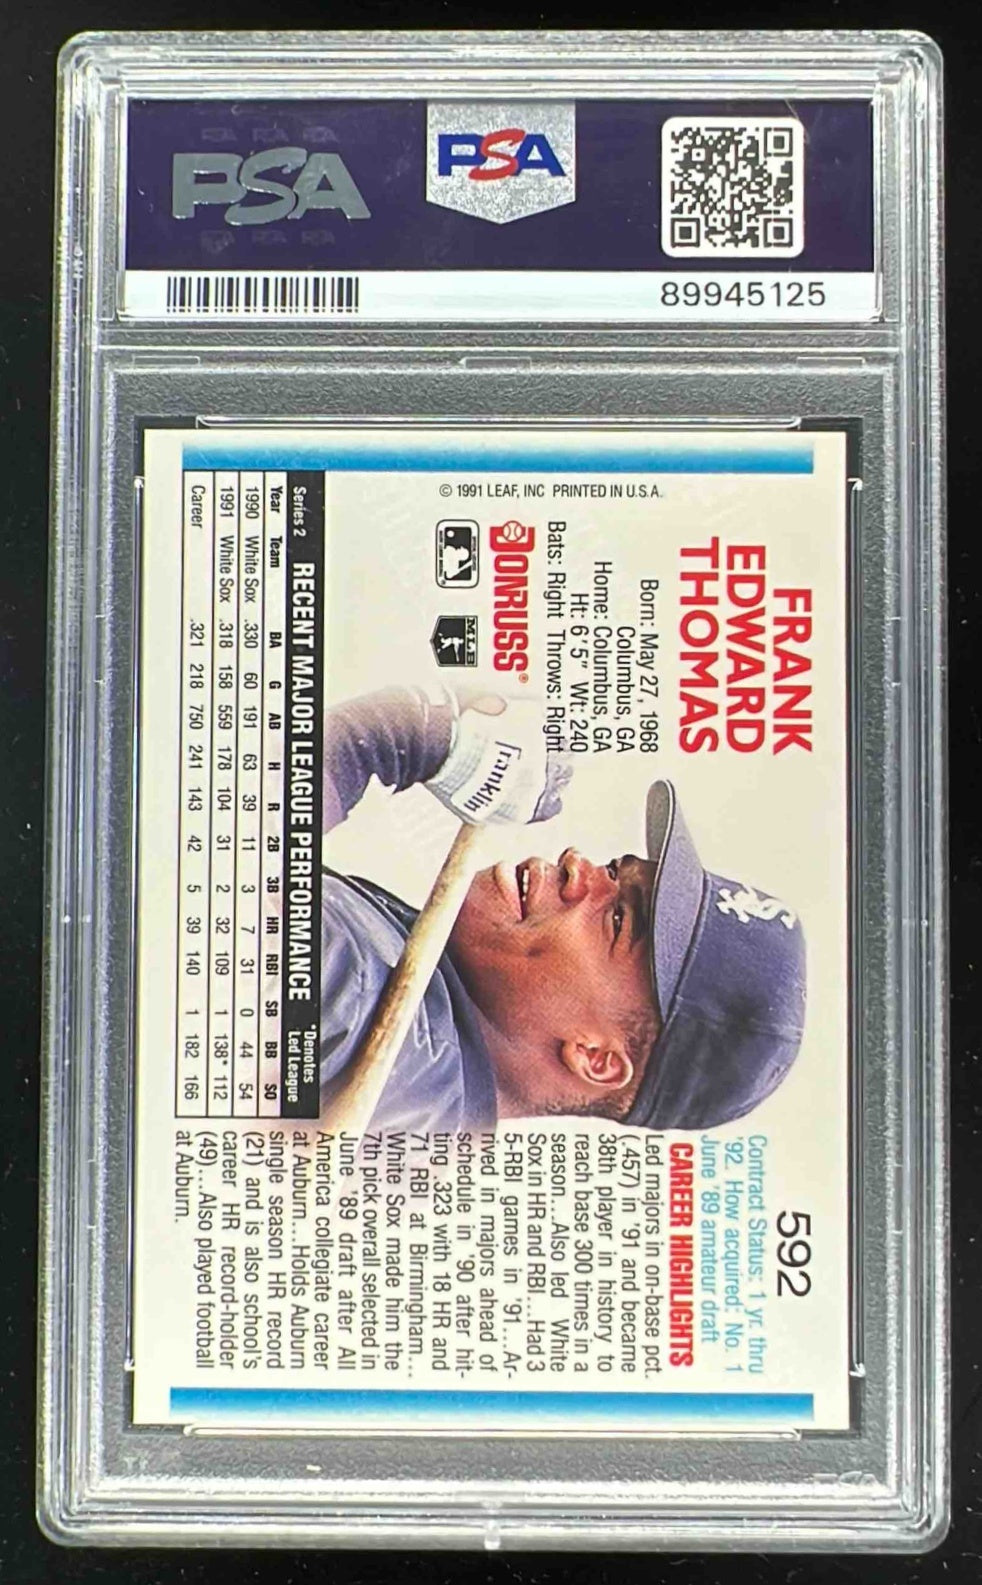 PSA
PSA
89945125
592
FRANK
EDWARD
THOMAS
Born: May 27, 1968
Columbus, GA
Home: Columbus, GA
Ht: 6'5" Wt: 240
Bats: Right Throws: Right
© 1991 LEAF, INC PRINTED IN U.S.A.
DONRUSS®
MLB
Franklin
Contract Status: 1 yr. thru
'92. How acquired: No. 1
June '89 amateur draft
CAREER HIGHLIGHTS
Led majors in on-base pct.
(.457) in '91 and became
38th player in history to
reach base 300 times in a
season...Also led White
Sox in HR and RBI....Had 3
5-RBI games in '91...Ar-
rived in majors ahead of
schedule in '90 after hit-
ting .323 with 18 HR and
71 RBI at Birmingham...
White Sox made him the
7th pick overall selected in
June '89 draft after All
America collegiate career
at Auburn...Holds Auburn
single season HR record
(21) and is also school's
career HR record-holder
(49)....Also played football
at Auburn.
Series 2 RECENT MAJOR LEAGUE PERFORMANCE *Denotes Led League
Year Team BA G AB H R 2B 3B HR RBI SB BB SO
1990 White Sox .330 60 191 63 39 11 3 7 31 0 44 54
1991 White Sox .318 158 559 178 104 31 2 32 109 1 138* 112
Career .321 218 750 241 143 42 5 39 140 1 182 166